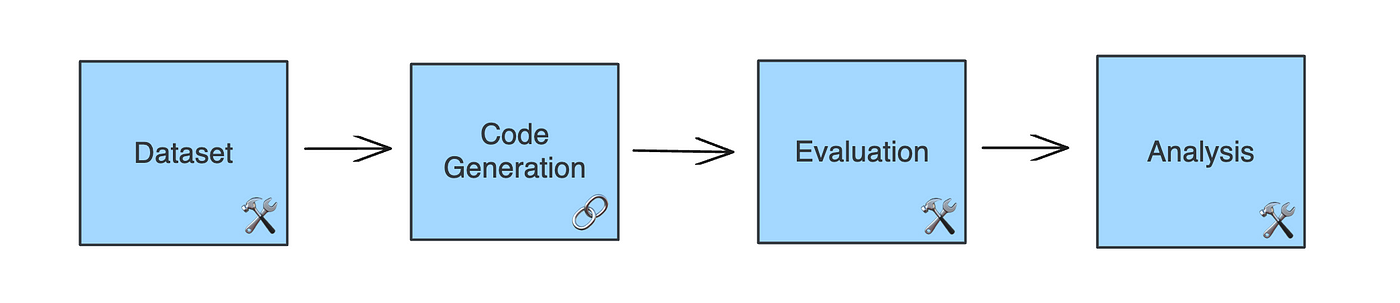 Dataset
Code
Generation
Evaluation
Analysis